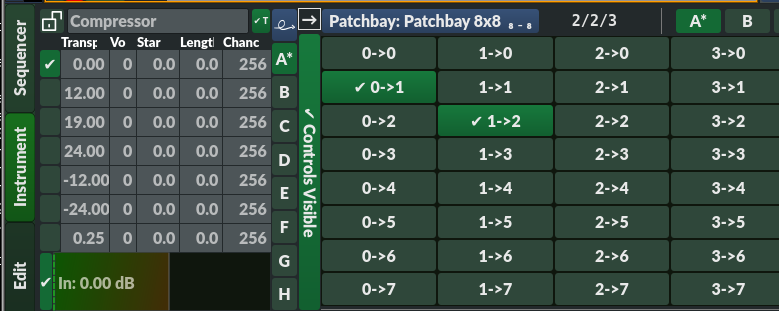 Sequencer
Instrument
Edit
Compressor ✔ T
Transp Vo Star Lengtl Chanc
✔ 0.00 0 0.0 0.0 256
12.00 0 0.0 0.0 256
19.00 0 0.0 0.0 256
24.00 0 0.0 0.0 256
-12.00 0 0.0 0.0 256
-24.00 0 0.0 0.0 256
0.25 0 0.0 0.0 256
✔ In: 0.00 dB
A*
B
C
D
E
F
G
H
✔ Controls Visible
→ Patchbay: Patchbay 8x8 8 - 8 2/2/3 A* B
0->0 1->0 2->0 3->0
✔ 0->1 1->1 2->1 3->1
0->2 ✔ 1->2 2->2 3->2
0->3 1->3 2->3 3->3
0->4 1->4 2->4 3->4
0->5 1->5 2->5 3->5
0->6 1->6 2->6 3->6
0->7 1->7 2->7 3->7